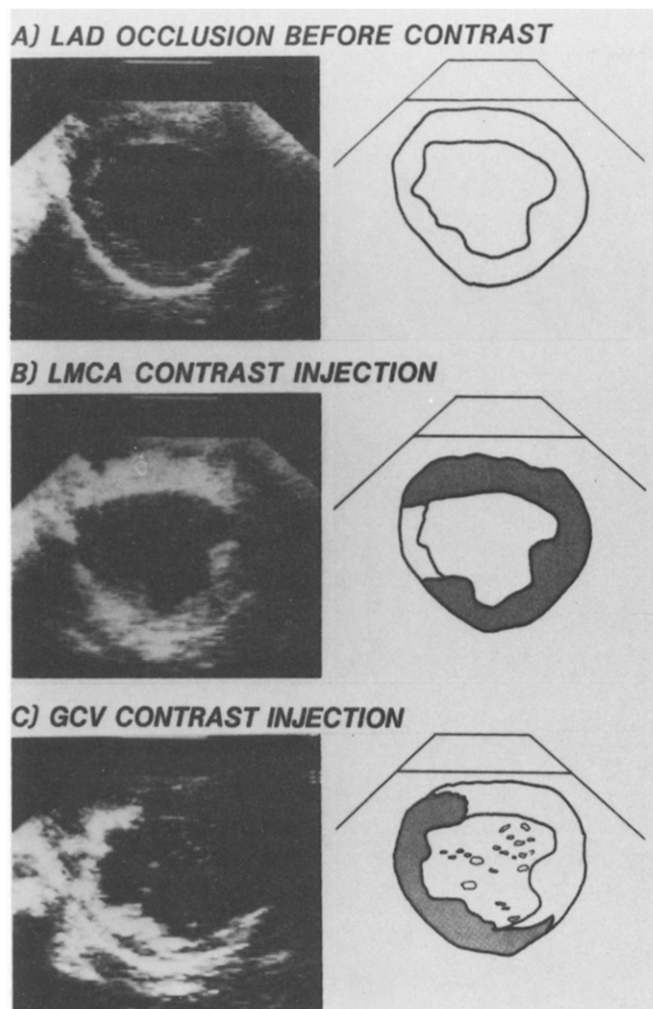 A) LAD OCCLUSION BEFORE CONTRAST
B) LMCA CONTRAST INJECTION
C) GCV CONTRAST INJECTION